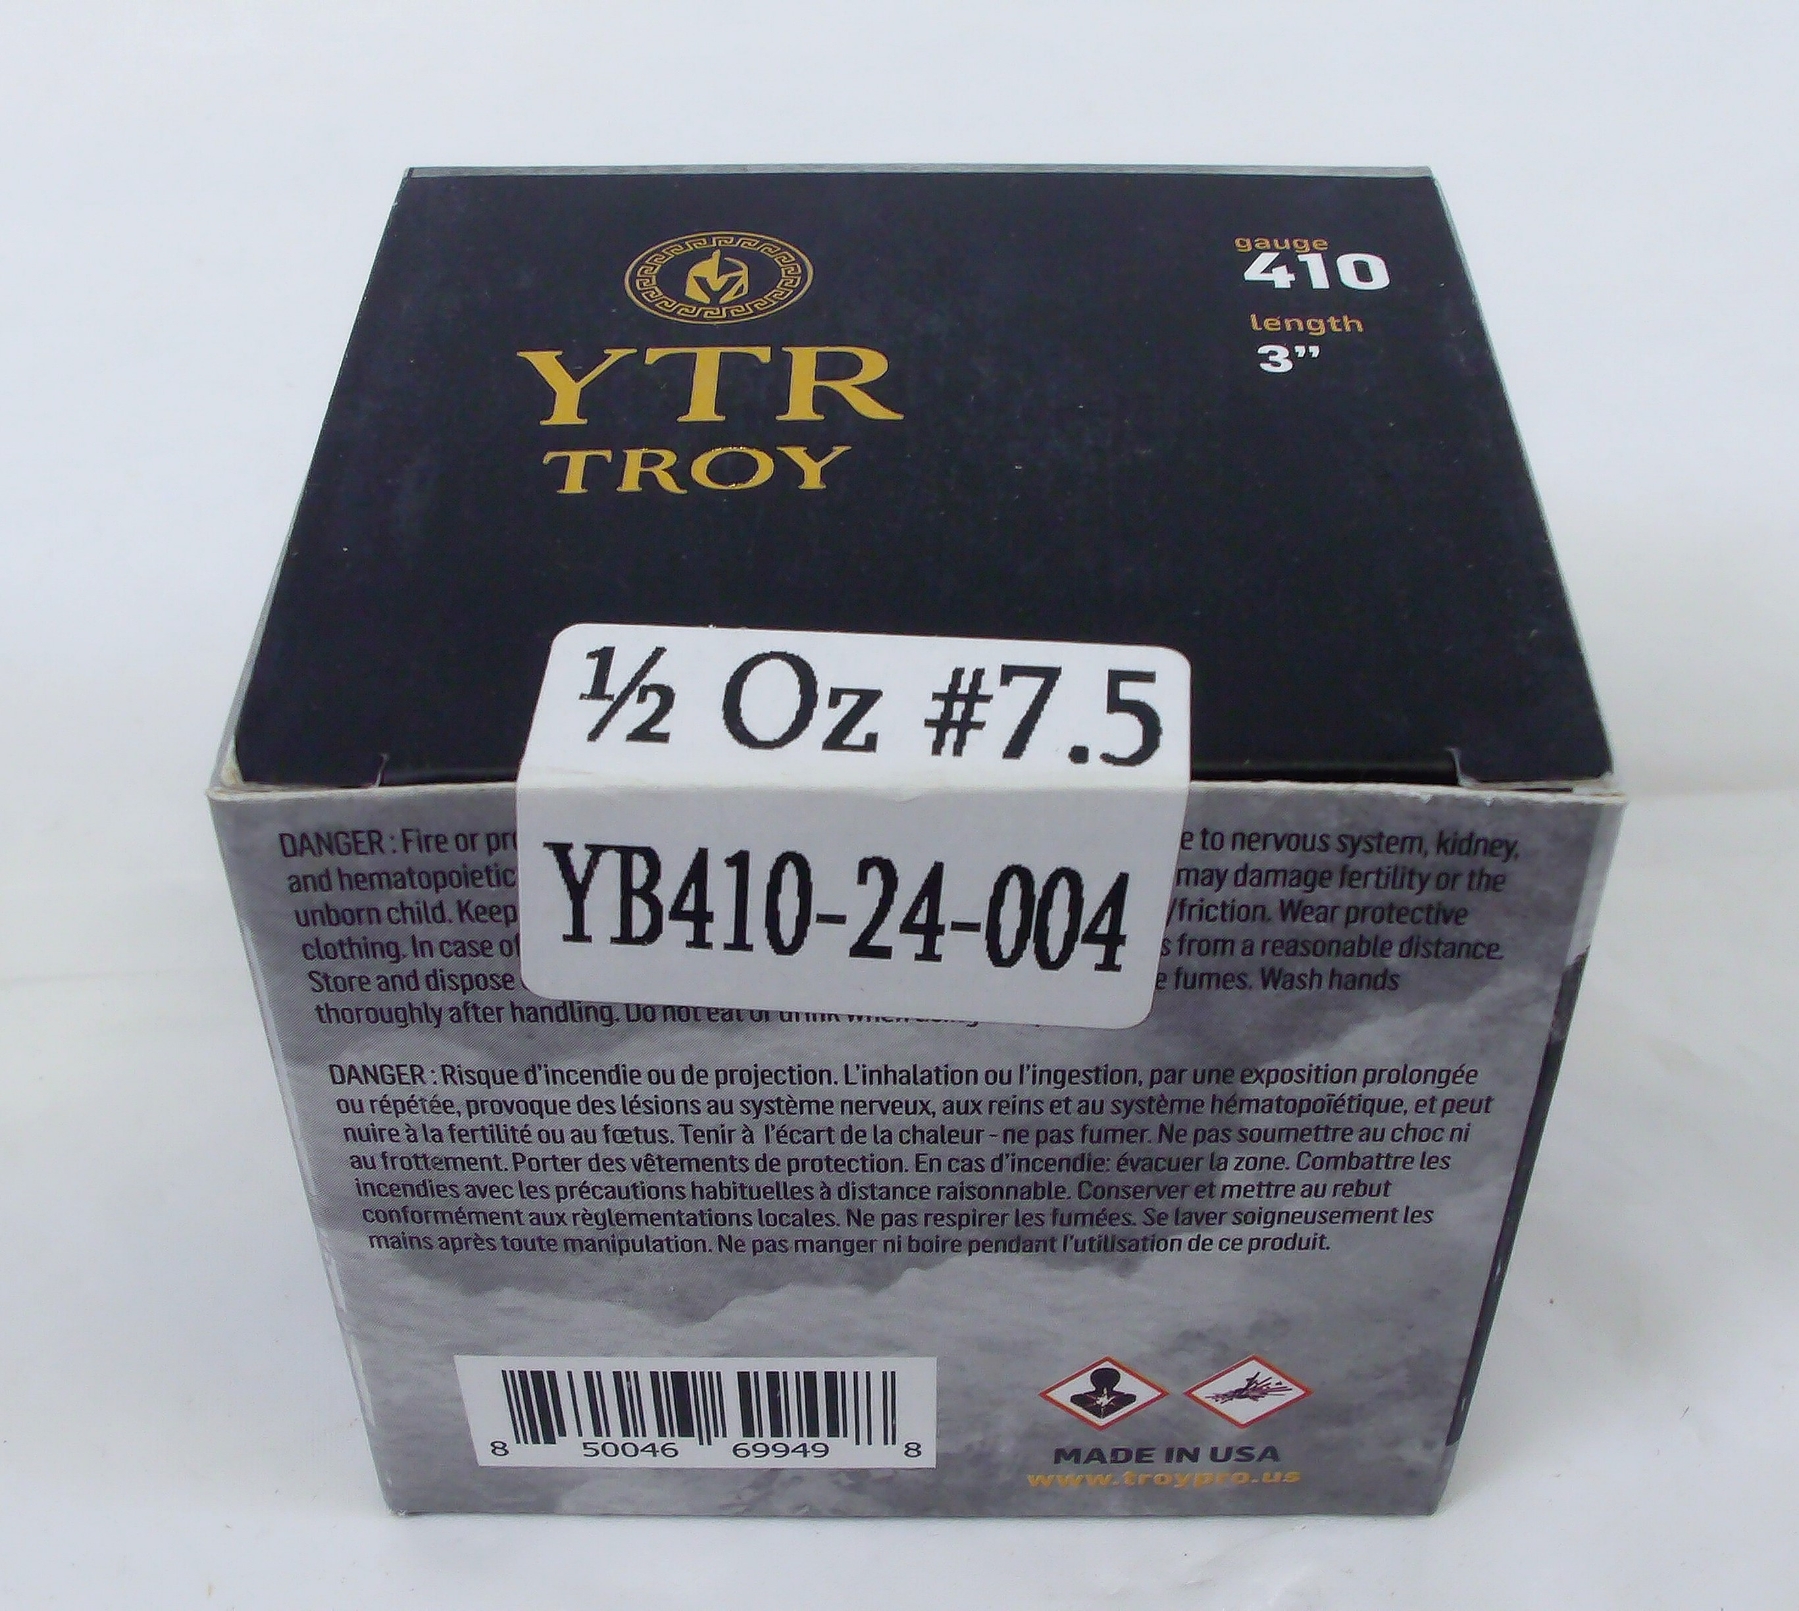 gauge
410
length
3”
YTR
TROY
½ Oz #7.5
YB410-24-004
DANGER : Fire or e to nervous system, kidney,
and hematopoietic may damage fertility or the
unborn child. Keep /friction. Wear protective
clothing. In case of s from a reasonable distance.
Store and dispose e fumes. Wash hands
thoroughly after handling. Do not eat or drink when
DANGER : Risque d'incendie ou de projection. L'inhalation ou l'ingestion, par une exposition prolongée
ou répétée, provoque des lésions au système nerveux, aux reins et au système hématopoïétique, et peut
nuire à la fertilité ou au fœtus. Tenir à l'écart de la chaleur - ne pas fumer. Ne pas soumettre au choc ni
au frottement. Porter des vêtements de protection. En cas d'incendie: évacuer la zone. Combattre les
incendies avec les précautions habituelles à distance raisonnable. Conserver et mettre au rebut
conformément aux règlementations locales. Ne pas respirer les fumées. Se laver soigneusement les
mains après toute manipulation. Ne pas manger ni boire pendant l'utilisation de ce produit.
8 50046 69949 8
MADE IN USA
www.troypro.us